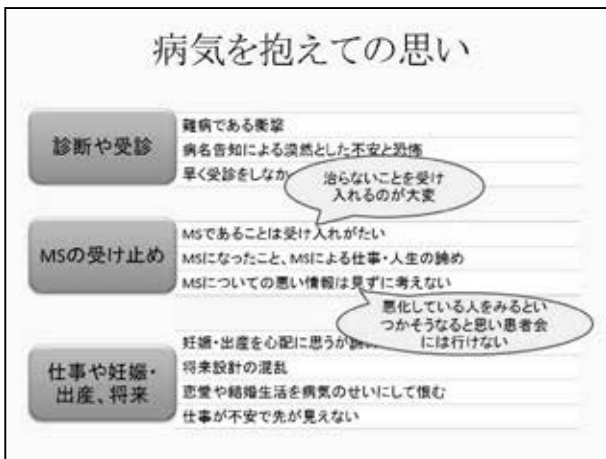 病気を抱えての思い
診断や受診
難病である衝撃
病名告知による漠然とした不安と恐怖
早く受診をしなか
治らないことを受け
入れるのが大変
MSの受け止め
MSであることは受け入れがたい
MSになったこと、MSによる仕事・人生の諦め
MSについての悪い情報は見ずに考えない
悪化している人をみるとい
つかそうなると思い患者会
には行けない
仕事や妊娠・
出産、将来
妊娠・出産を心配に思うが
将来設計の混乱
恋愛や結婚生活を病気のせいにして恨む
仕事が不安で先が見えない